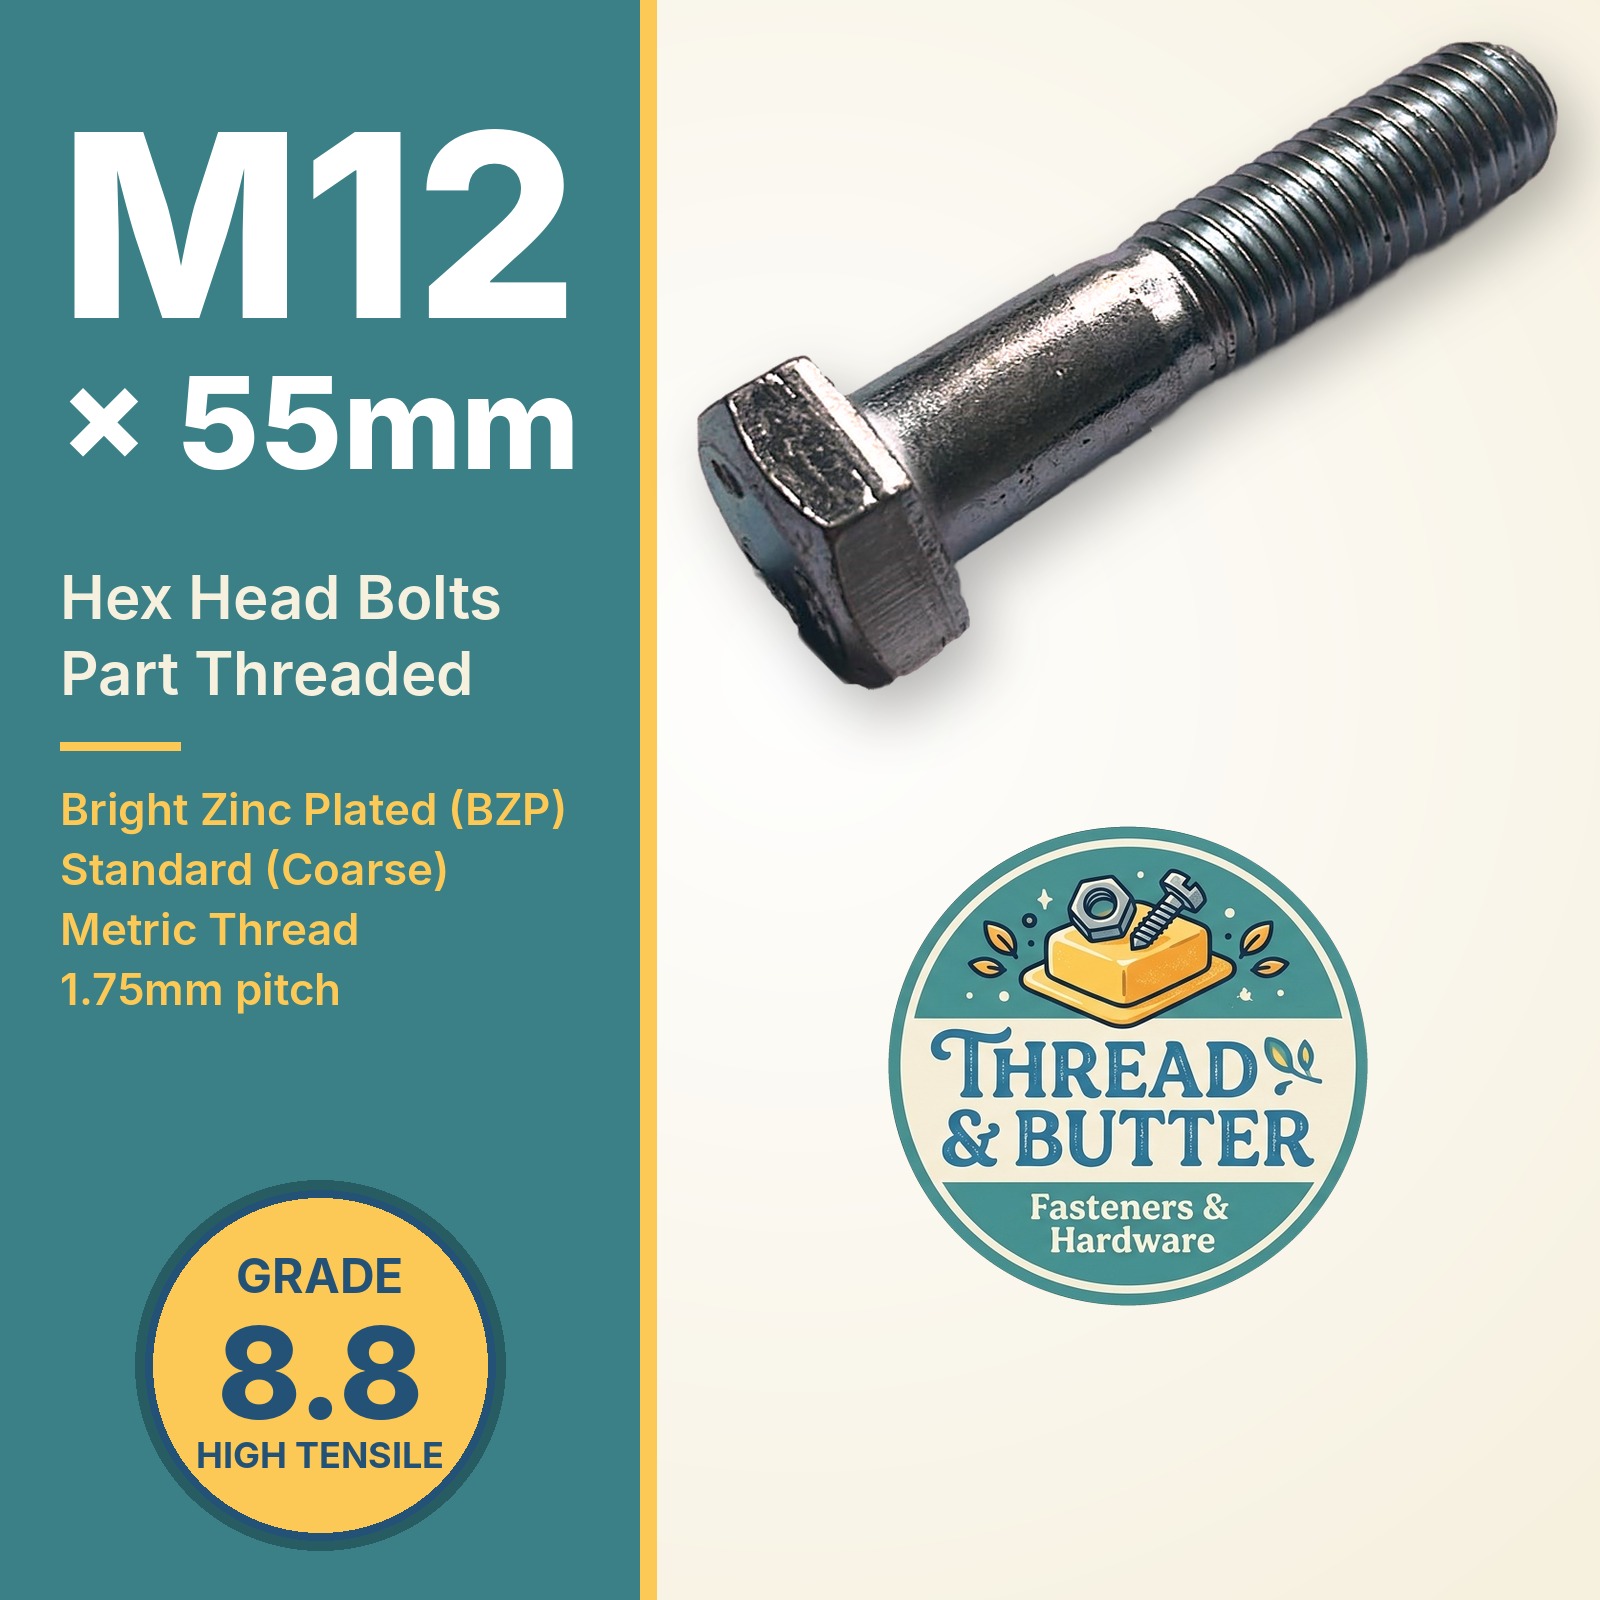 M12
× 55mm
Hex Head Bolts
Part Threaded
Bright Zinc Plated (BZP)
Standard (Coarse)
Metric Thread
1.75mm pitch
GRADE
8.8
HIGH TENSILE
THREAD
& BUTTER
Fasteners &
Hardware